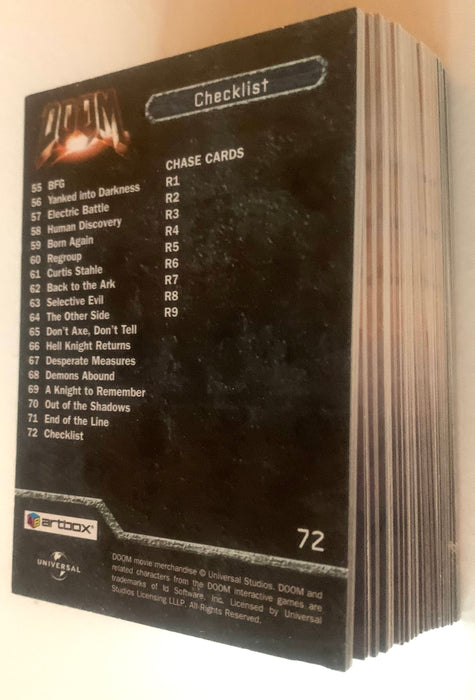 DOOM
Checklist
55 BFG
56 Yanked into Darkness
57 Electric Battle
58 Human Discovery
59 Born Again
60 Regroup
61 Curtis Stahle
62 Back to the Ark
63 Selective Evil
64 The Other Side
65 Don't Axe, Don't Tell
66 Hell Knight Returns
67 Desperate Measures
68 Demons Abound
69 A Knight to Remember
70 Out of the Shadows
71 End of the Line
72 Checklist
CHASE CARDS
R1
R2
R3
R4
R5
R6
R7
R8
R9
artbox®
72
UNIVERSAL
DOOM movie merchandise © Universal Studios. DOOM and
related characters from the DOOM interactive games are
trademarks of Id Software, Inc. Licensed by Universal
Studios Licensing LLLP. All Rights Reserved.